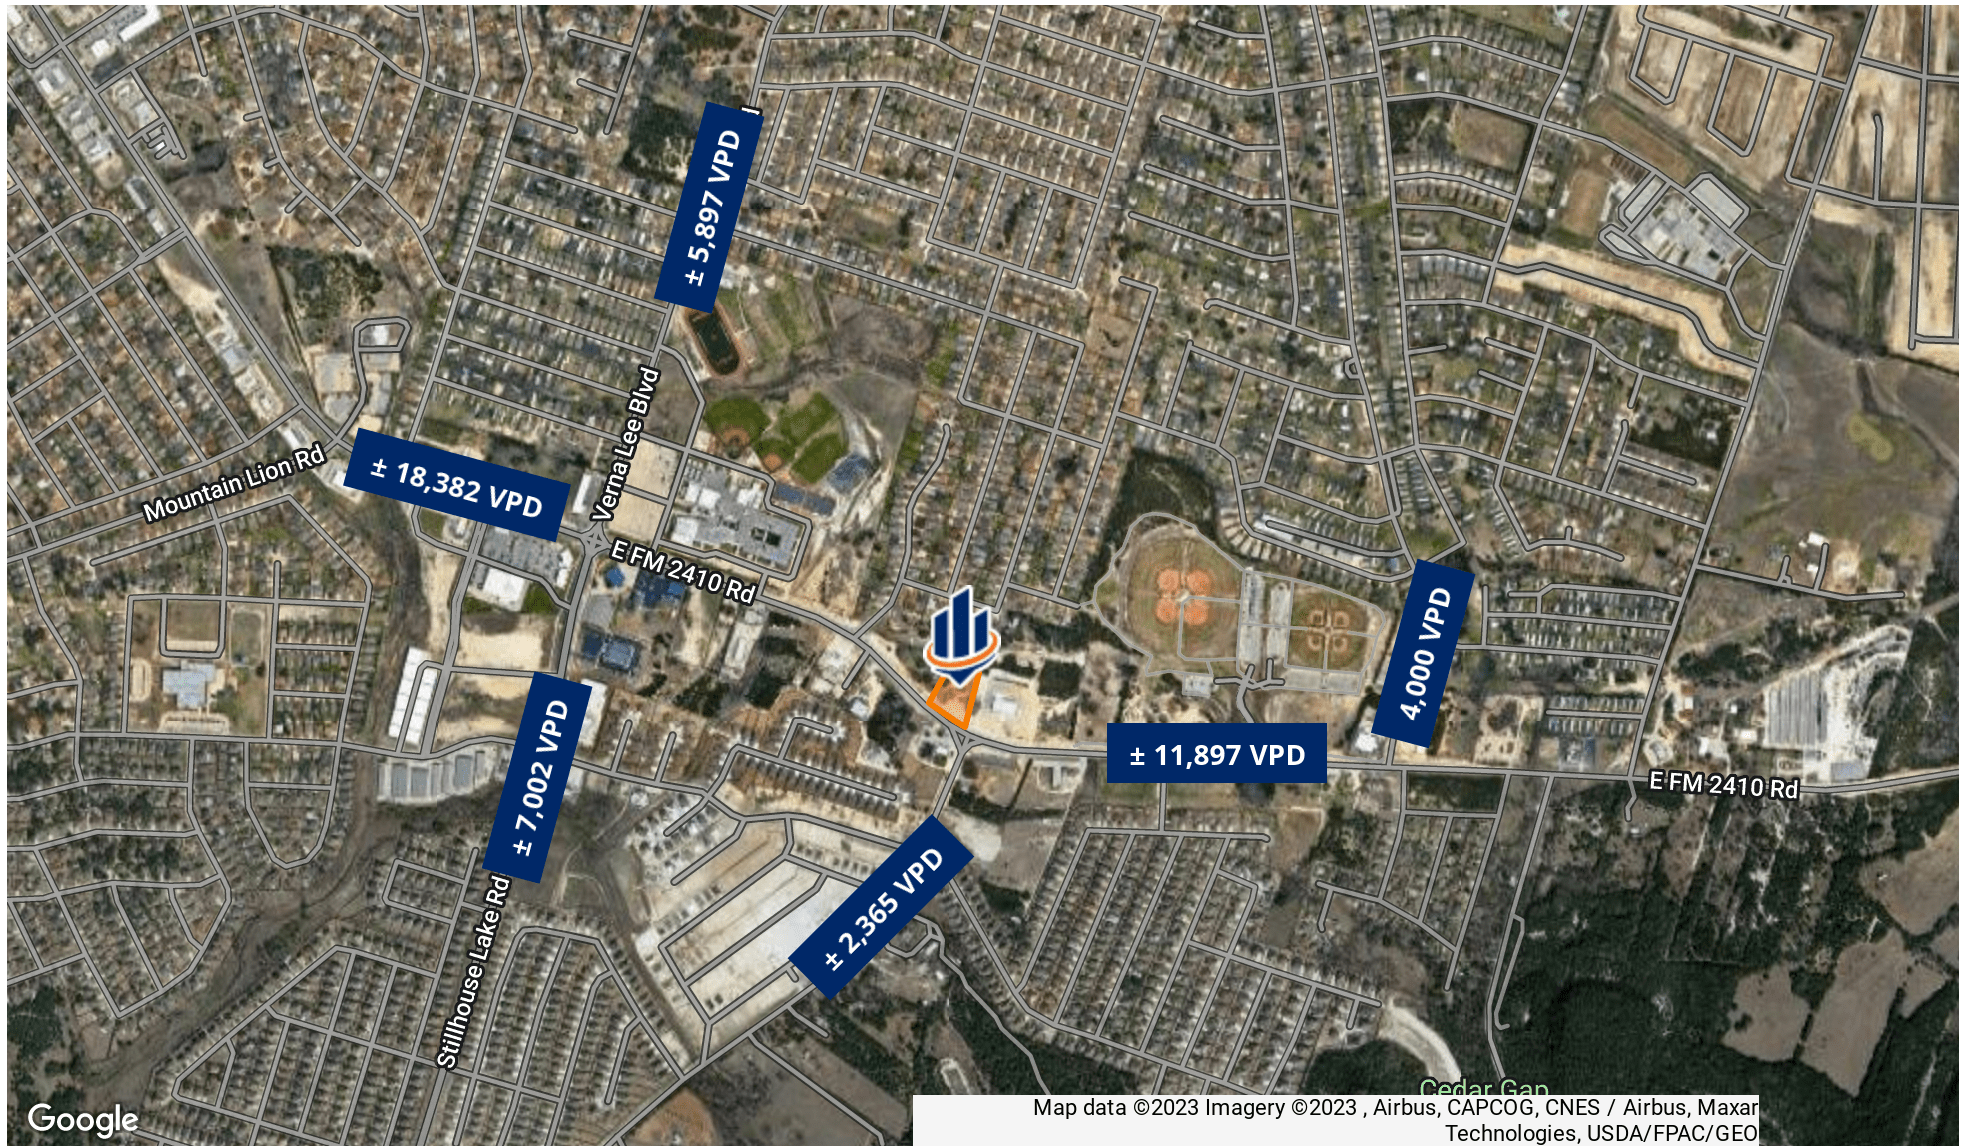 ± 5,897 VPD
Verna Lee Blvd
Mountain Lion Rd
± 18,382 VPD
E FM 2410 Rd
4,000 VPD
± 7,002 VPD
± 11,897 VPD
E FM 2410 Rd
± 2,365 VPD
Stillhouse Lake Rd
Cedar Gap
Google
Map data ©2023 Imagery ©2023 , Airbus, CAPCOG, CNES / Airbus, Maxar
Technologies, USDA/FPAC/GEO